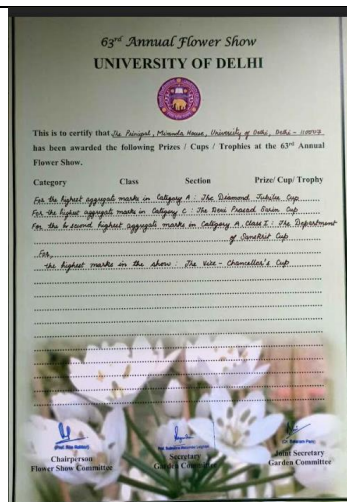 63rd Annual Flower Show
UNIVERSITY OF DELHI
This is to certify that The Principal, Miranda House, University of Delhi, Delhi - 110007
has been awarded the following Prizes / Cups / Trophies at the 63rd Annual
Flower Show.
Category Class Section Prize/ Cup/ Trophy
For the highest aggregate marks in Category A : The Diamond Jubilee Cup
For the highest aggregate marks in Category : The Devi Prasad Sarin Cup
For the second highest aggregate marks in Category A, Class I : The Department
of Sanskrit Cup
For
the highest marks in the show : The Vice - Chancellor's Cup
Chairperson
Flower Show Committee
Secretary
Garden Committee
Joint Secretary
Garden Committee